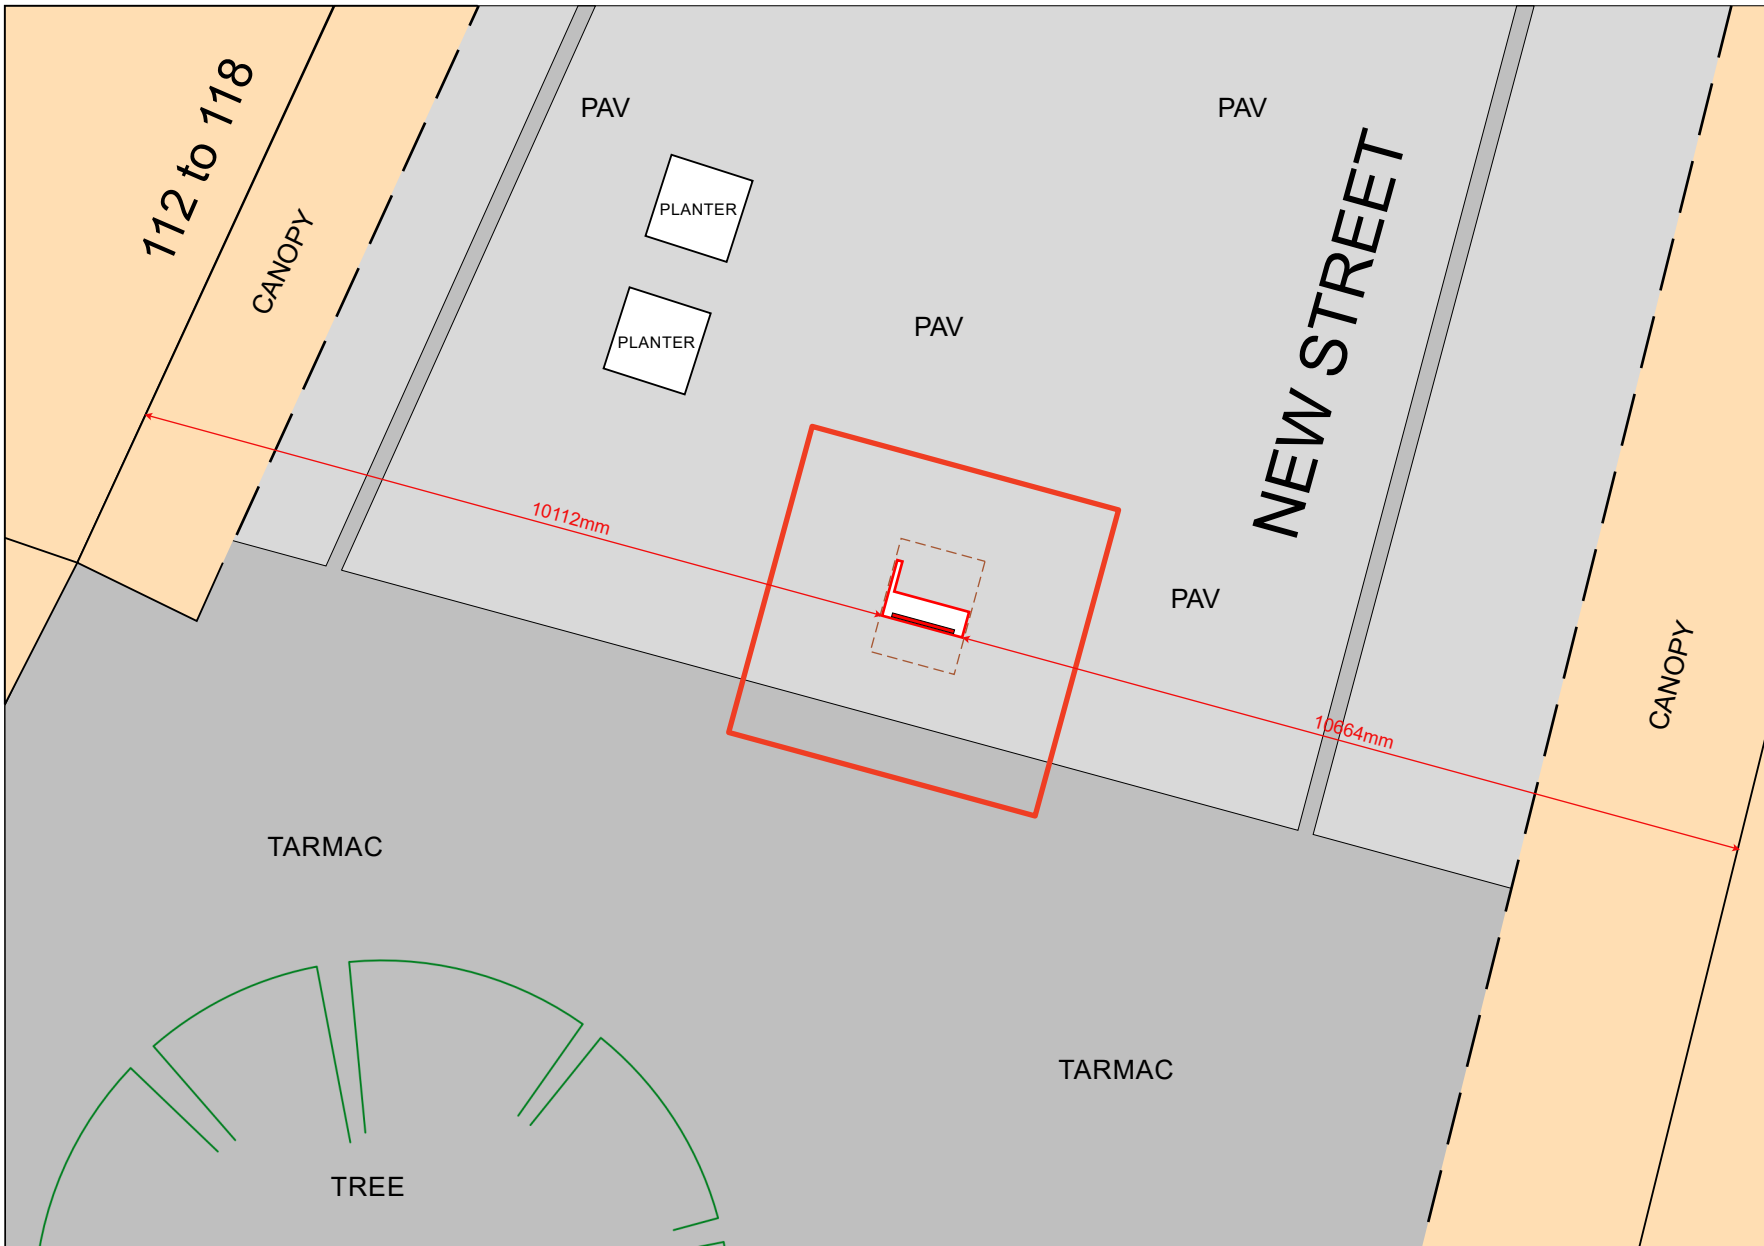 112 to 118
CANOPY
PAV
PAV
PLANTER
NEW STREET
PAV
PLANTER
10112mm
PAV
CANOPY
10664mm
TARMAC
TARMAC
TREE